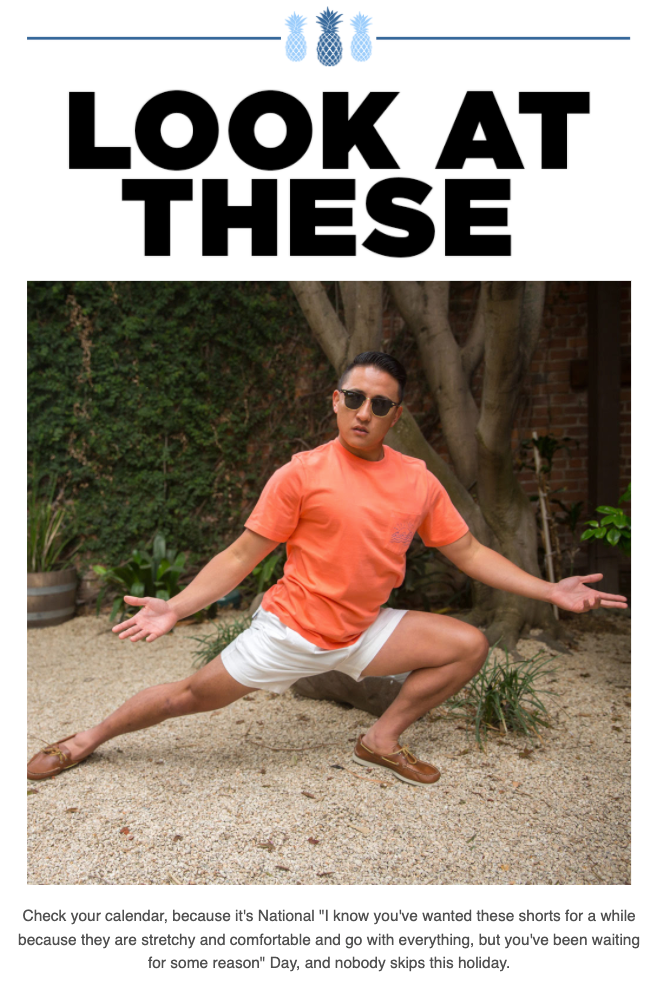 LOOK AT
THESE
Check your calendar, because it's National "I know you've wanted these shorts for a while
because they are stretchy and comfortable and go with everything, but you've been waiting
for some reason" Day, and nobody skips this holiday.